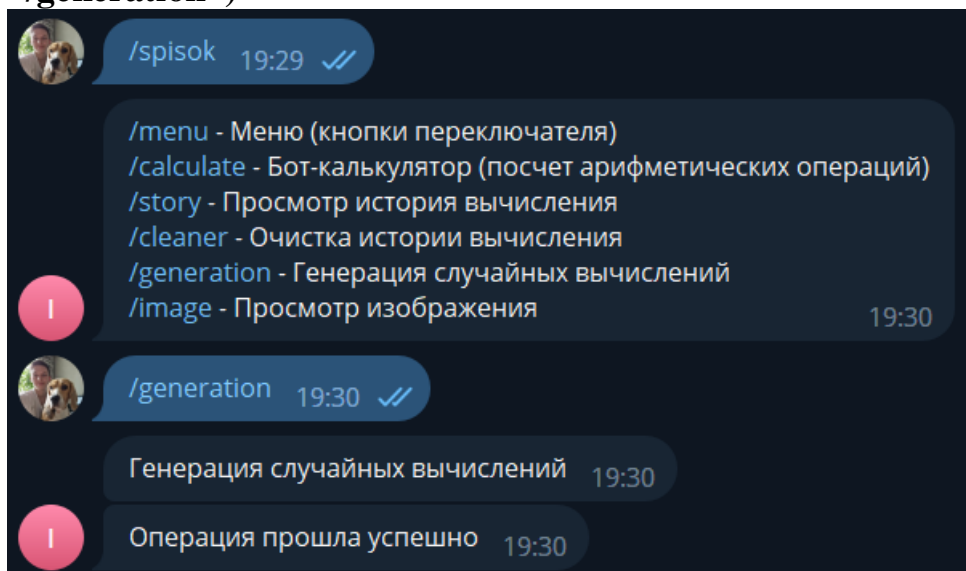 /spisok 19:29
/menu - Меню (кнопки переключателя)
/calculate - Бот-калькулятор (посчет арифметических операций)
/story - Просмотр история вычисления
/cleaner - Очистка истории вычисления
/generation - Генерация случайных вычислений
/image - Просмотр изображения
19:30
I
/generation 19:30
Генерация случайных вычислений 19:30
Операция прошла успешно 19:30
I